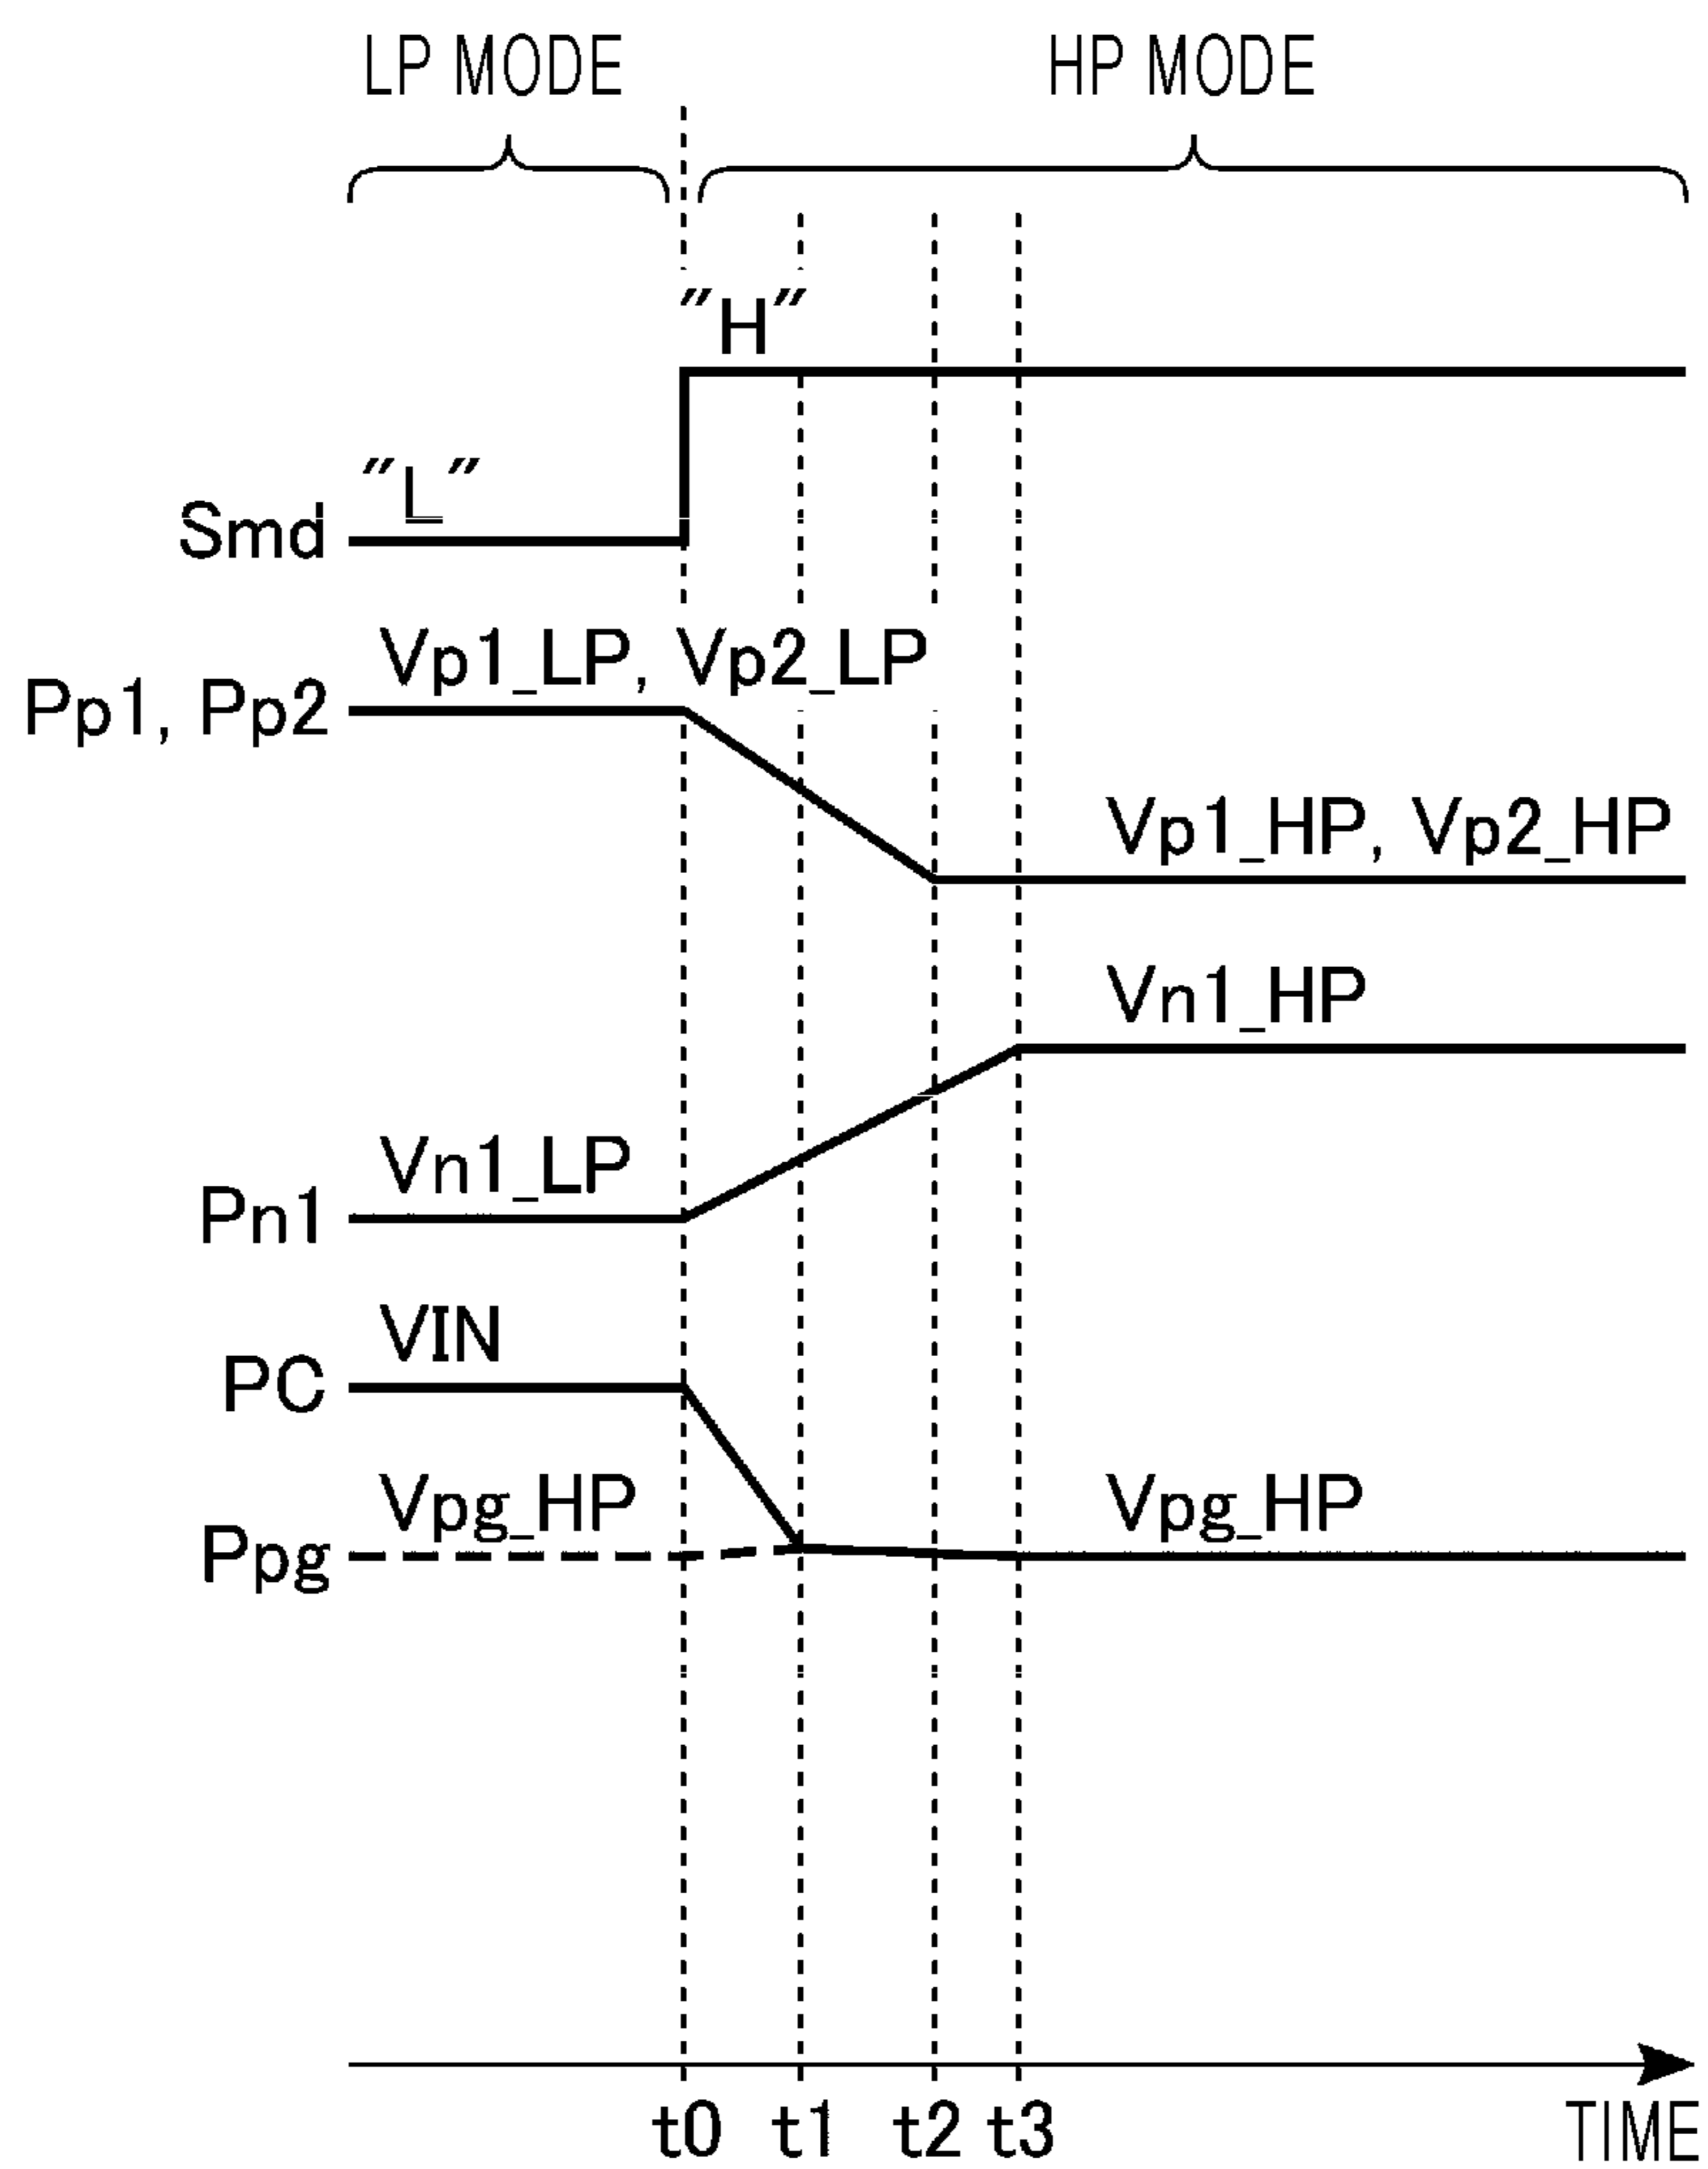 LP MODE HP MODE
"H"
"L"
Smd
Vp1_LP, Vp2_LP
Pp1, Pp2
Vp1_HP, Vp2_HP
Vn1_HP
Vn1_LP
Pn1
VIN
PC
Vpg_HP Vpg_HP
Ppg
t0 t1 t2 t3 TIME